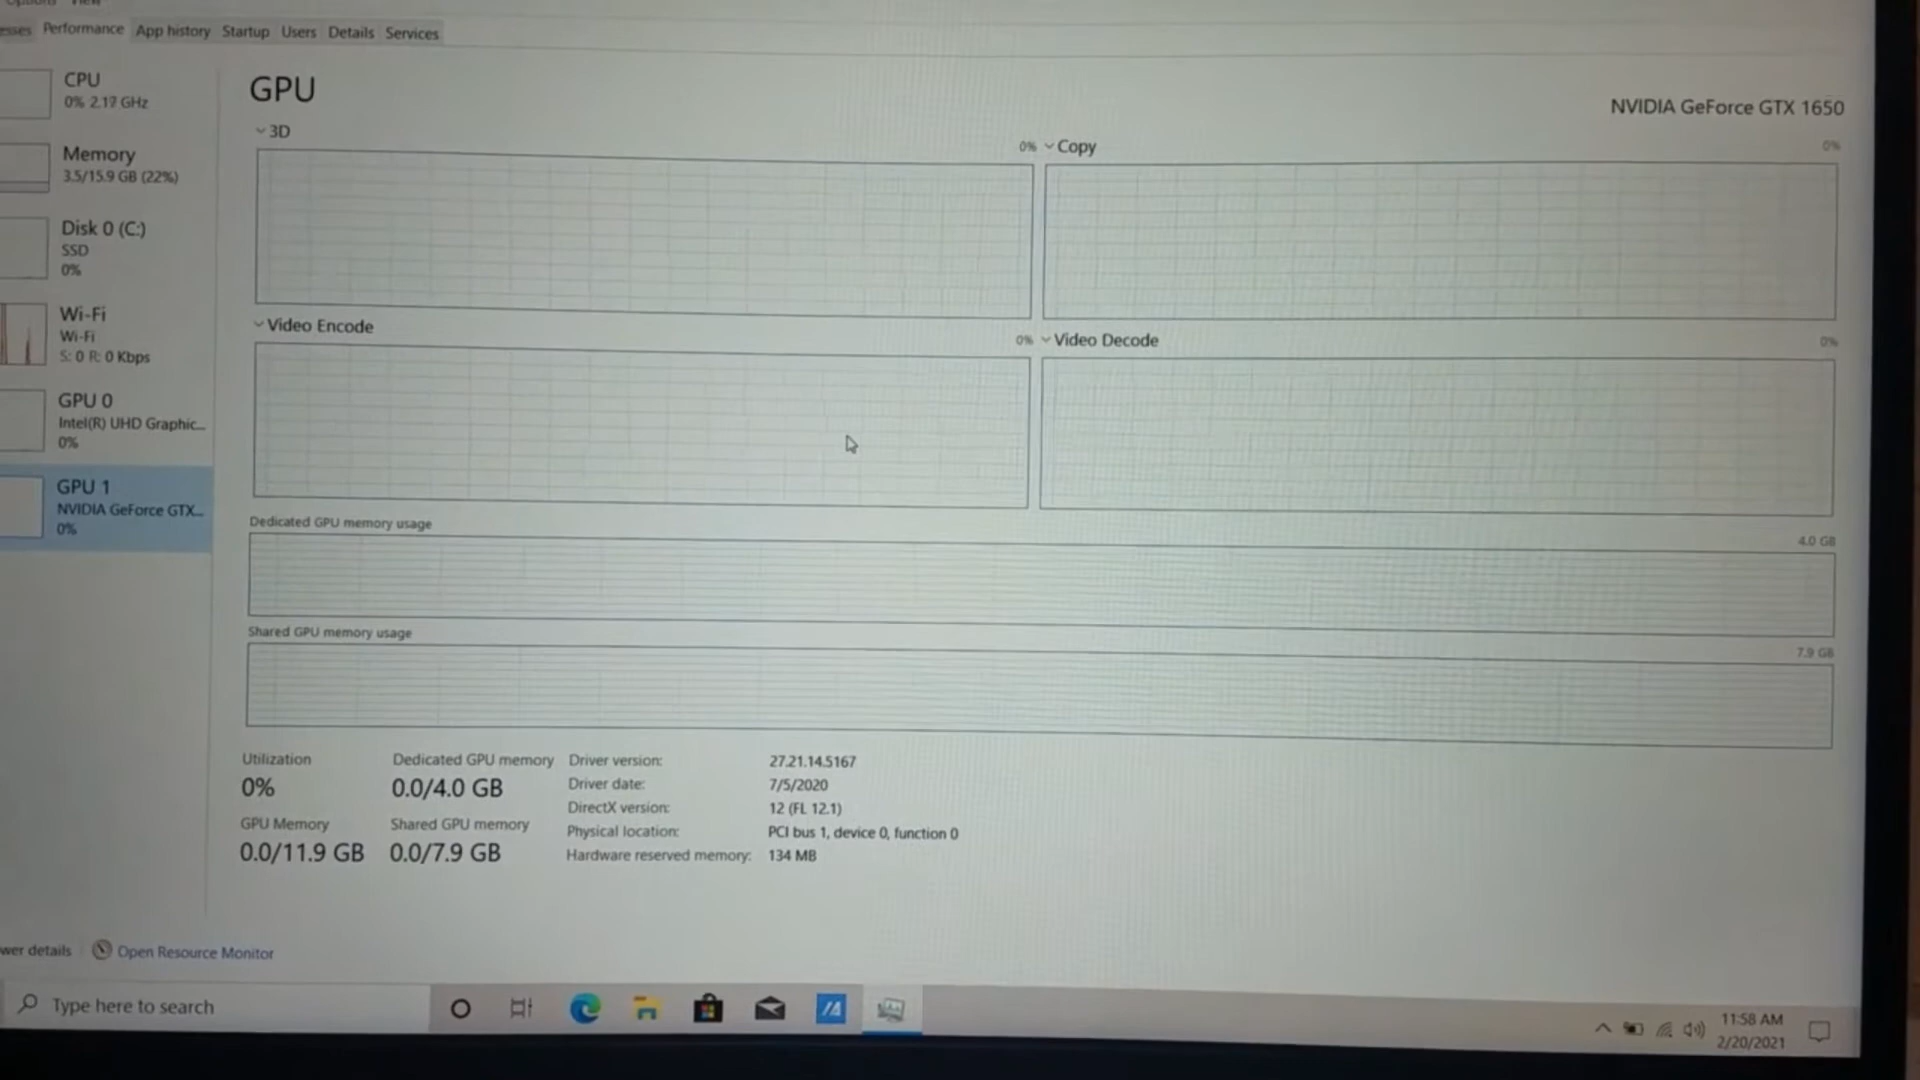 Performance App history Startup Users Details Services
CPU
0% 2.17 GHz
Memory
3.5/15.9 GB (22%)
Disk 0 (C:)
SSD
0%
Wi-Fi
Wi-Fi
S: 0 R: 0 Kbps
GPU 0
Intel(R) UHD Graphic...
0%
GPU 1
NVIDIA GeForce GTX...
0%
GPU
NVIDIA GeForce GTX 1650
3D 0%
Copy 0%
Video Encode 0%
Video Decode 0%
Dedicated GPU memory usage 4.0 GB
Shared GPU memory usage 7.9 GB
Utilization
0%
Dedicated GPU memory
0.0/4.0 GB
GPU Memory
0.0/11.9 GB
Shared GPU memory
0.0/7.9 GB
Driver version: 27.21.14.5167
Driver date: 7/5/2020
DirectX version: 12 (FL 12.1)
Physical location: PCI bus 1, device 0, function 0
Hardware reserved memory: 134 MB
wer details Open Resource Monitor
Type here to search
11:58 AM
2/20/2021